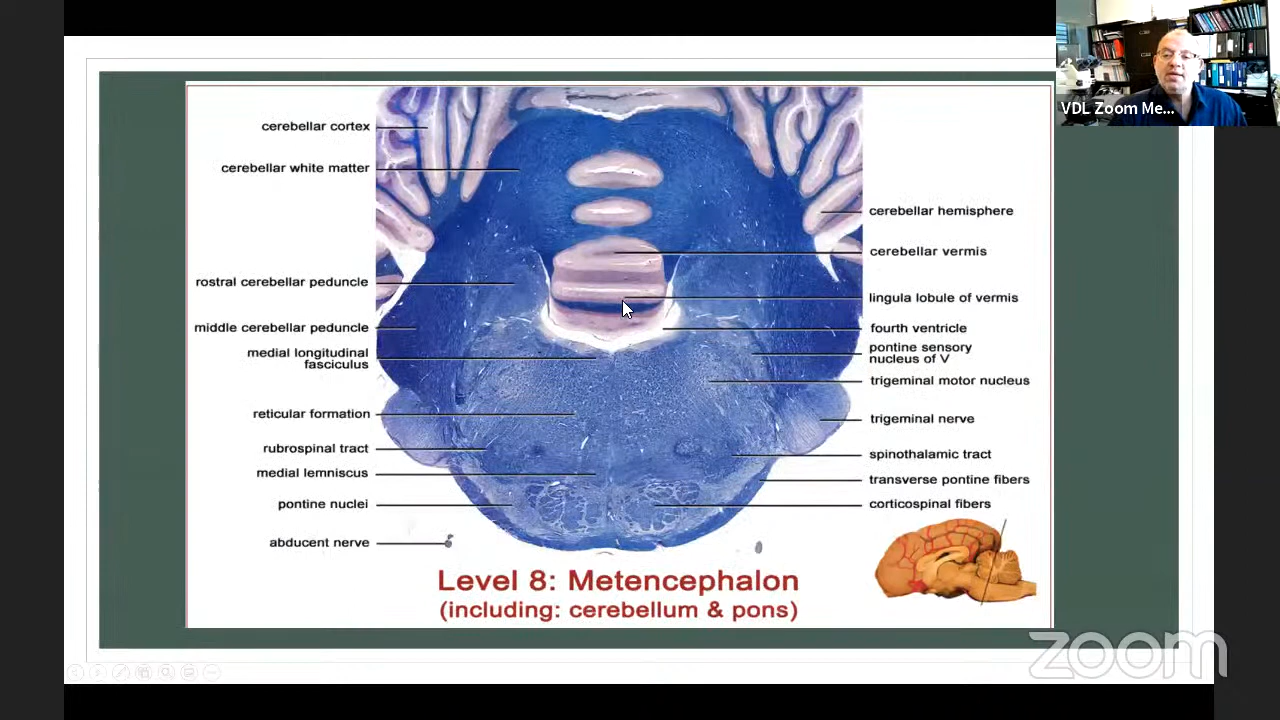 VDL Zoom Me...
cerebellar cortex
cerebellar white matter
rostral cerebellar peduncle
middle cerebellar peduncle
medial longitudinal
fasciculus
reticular formation
rubrospinal tract
medial lemniscus
pontine nuclei
abducent nerve
cerebellar hemisphere
cerebellar vermis
lingula lobule of vermis
fourth ventricle
pontine sensory
nucleus of V
trigeminal motor nucleus
trigeminal nerve
spinothalamic tract
transverse pontine fibers
corticospinal fibers
Level 8: Metencephalon
(including: cerebellum & pons)
zoom